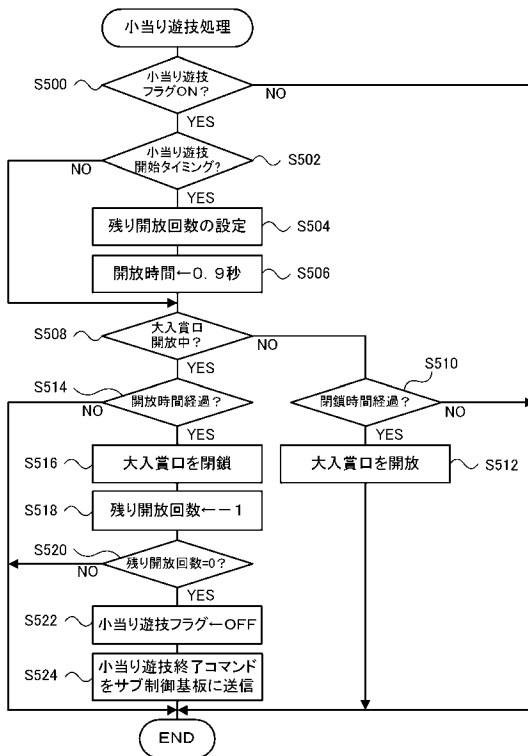 小当り遊技処理
S500
小当り遊技
フラグON?
NO
YES
小当り遊技
開始タイミング?
S502
NO
YES
残り開放回数の設定
S504
開放時間←0.9秒
S506
S508
大入賞口
開放中?
NO
YES
S514
開放時間経過?
NO
YES
S510
閉鎖時間経過?
NO
YES
S516
大入賞口を閉鎖
大入賞口を開放
S512
S518
残り開放回数←−1
S520
残り開放回数=0?
NO
YES
S522
小当り遊技フラグ←OFF
S524
小当り遊技終了コマンド
をサブ制御基板に送信
END